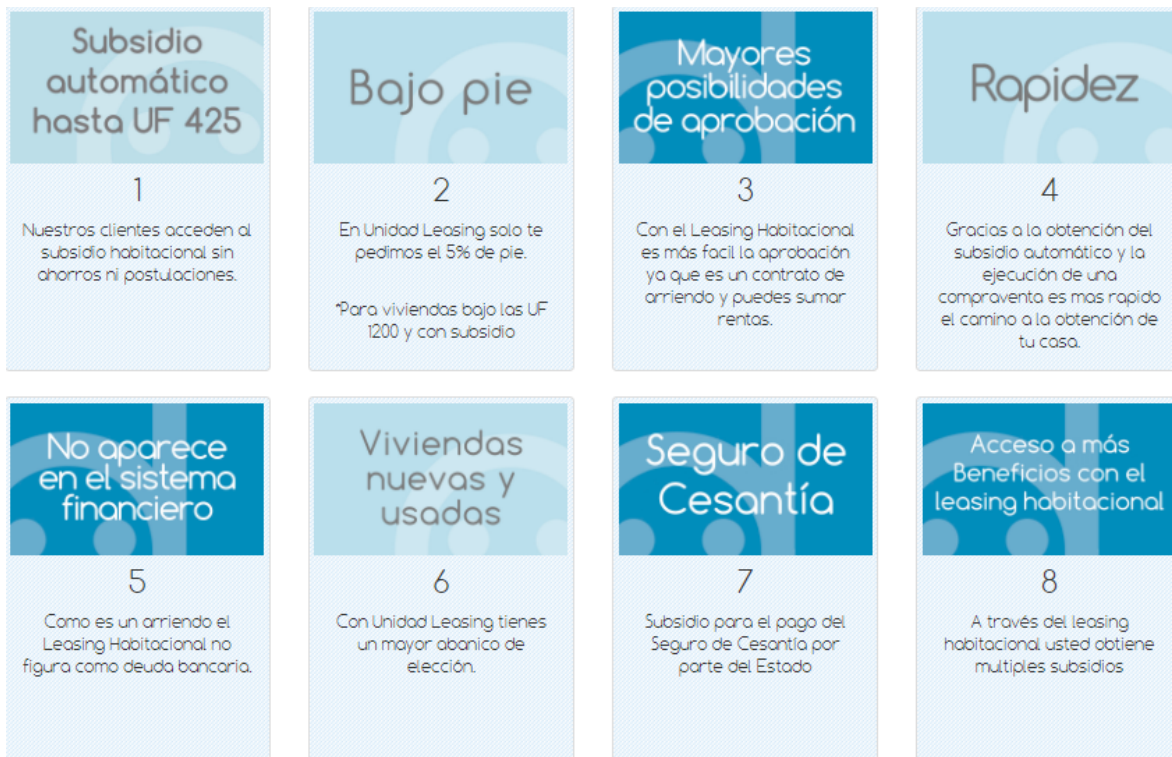 Subsidio
automático
hasta UF 425
1
Nuestros clientes acceden al
subsidio habitacional sin
ahorros ni postulaciones.
Bajo pie
2
En Unidad Leasing solo te
pedimos el 5% de pie.
*Para viviendas bajo las UF
1200 y con subsidio
Mayores
posibilidades
de aprobación
3
Con el Leasing Habitacional
es más facil la aprobación
ya que es un contrato de
arriendo y puedes sumar
rentas.
Rapidez
4
Gracias a la obtención del
subsidio automático y la
ejecución de una
compraventa es mas rapido
el camino a la obtención de
tu casa.
No aparece
en el sistema
financiero
5
Como es un arriendo el
Leasing Habitacional no
figura como deuda bancaria.
Viviendas
nuevas y
usadas
6
Con Unidad Leasing tienes
un mayor abanico de
elección.
Seguro de
Cesantía
7
Subsidio para el pago del
Seguro de Cesantía por
parte del Estado
Acceso a más
Beneficios con el
leasing habitacional
8
A través del leasing
habitacional usted obtiene
multiples subsidios